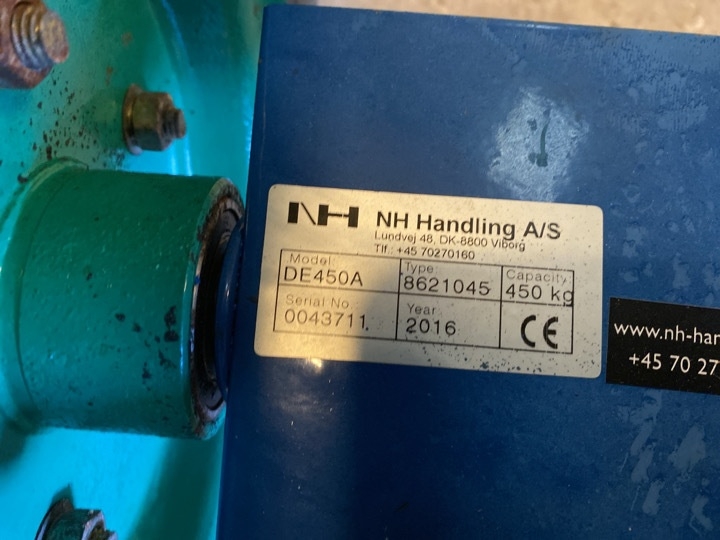 NH NH Handling A/S
Lundvej 48, DK-8800 Viborg
Tlf.: +45 70270160
Model: Type Capacity
DE450A 8621045 450 kg
Serial No. Year
0043711. 2016 CE
www.nh-han
+45 70 27